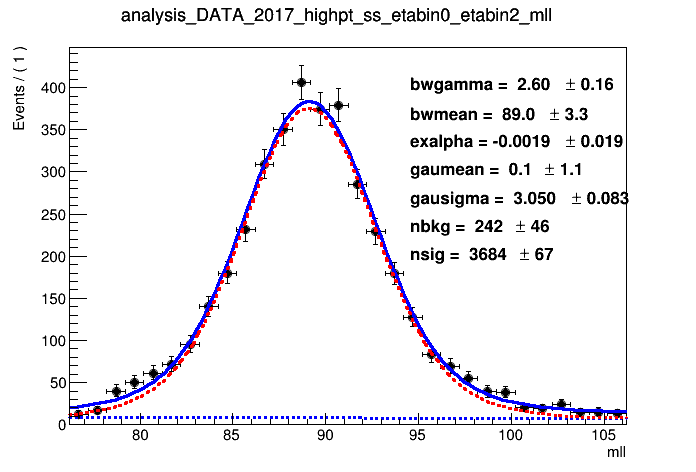 analysis_DATA_2017_highpt_ss_etabin0_etabin2_mll
Events / ( 1 )
400
350
300
250
200
150
100
50
0
bwgamma = 2.60 ± 0.16
bwmean = 89.0 ± 3.3
exalpha = -0.0019 ± 0.019
gaumean = 0.1 ± 1.1
gausigma = 3.050 ± 0.083
nbkg = 242 ± 46
nsig = 3684 ± 67
80 85 90 95 100 105
mll